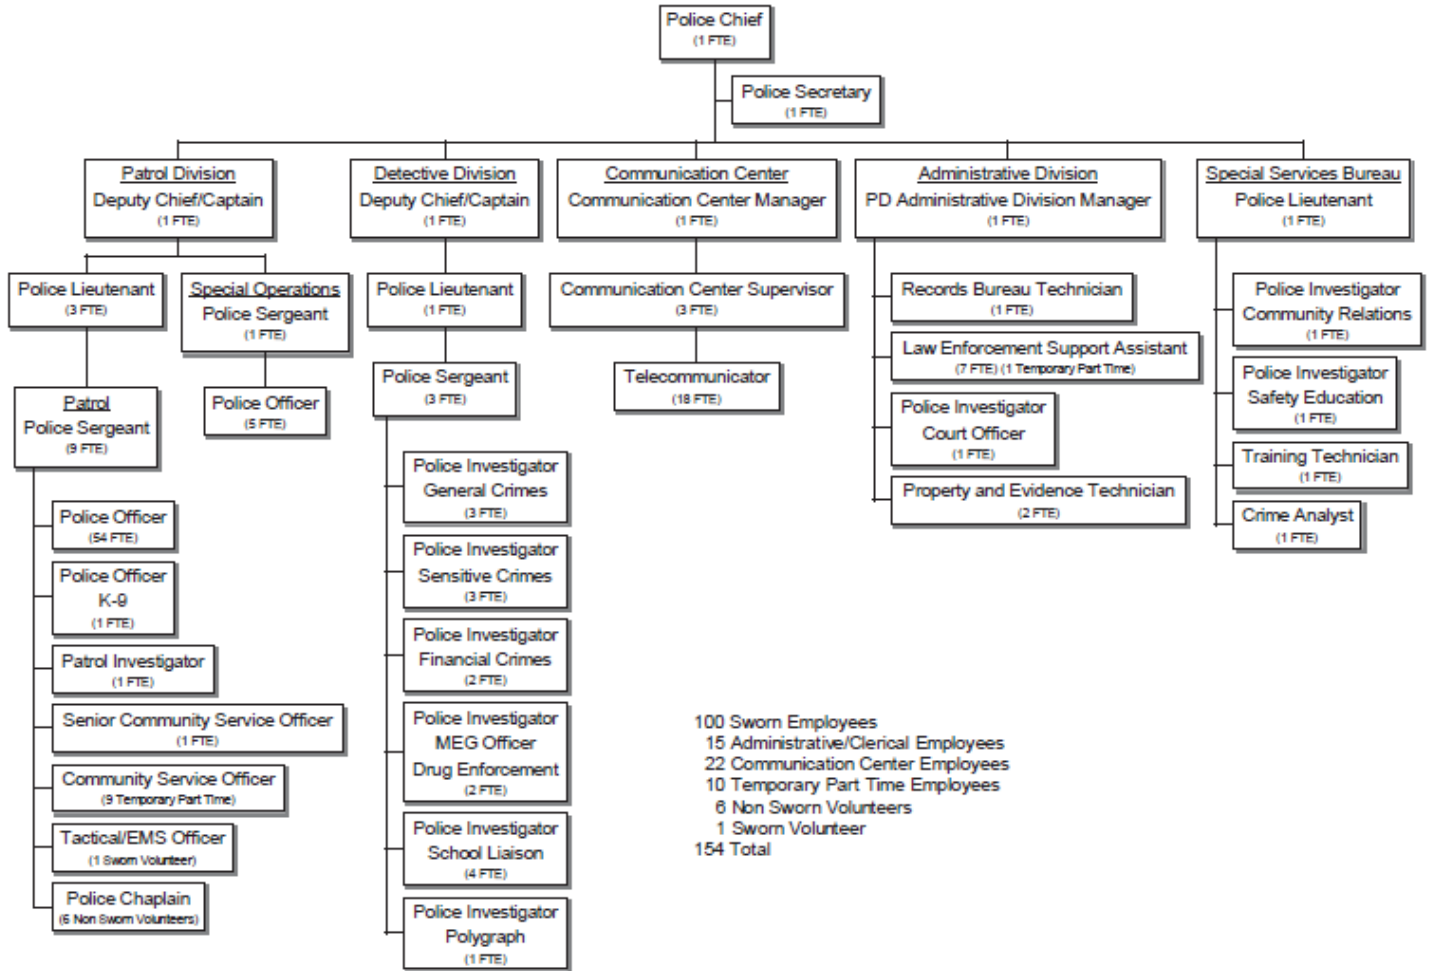 Police Chief
(1 FTE)
Police Secretary
(1 FTE)
Patrol Division
Deputy Chief/Captain
(1 FTE)
Detective Division
Deputy Chief/Captain
(1 FTE)
Communication Center
Communication Center Manager
(1 FTE)
Administrative Division
PD Administrative Division Manager
(1 FTE)
Special Services Bureau
Police Lieutenant
(1 FTE)
Police Lieutenant
(3 FTE)
Special Operations
Police Sergeant
(1 FTE)
Police Officer
(5 FTE)
Patrol
Police Sergeant
(9 FTE)
Police Officer
(54 FTE)
Police Officer
K-9
(1 FTE)
Patrol Investigator
(1 FTE)
Senior Community Service Officer
(1 FTE)
Community Service Officer
(9 Temporary Part Time)
Tactical/EMS Officer
(1 Sworn Volunteer)
Police Chaplain
(6 Non Sworn Volunteers)
Police Lieutenant
(1 FTE)
Police Sergeant
(3 FTE)
Police Investigator
General Crimes
(3 FTE)
Police Investigator
Sensitive Crimes
(3 FTE)
Police Investigator
Financial Crimes
(2 FTE)
Police Investigator
MEG Officer
Drug Enforcement
(2 FTE)
Police Investigator
School Liaison
(4 FTE)
Police Investigator
Polygraph
(1 FTE)
Communication Center Supervisor
(3 FTE)
Telecommunicator
(18 FTE)
Records Bureau Technician
(1 FTE)
Law Enforcement Support Assistant
(7 FTE) (1 Temporary Part Time)
Police Investigator
Court Officer
(1 FTE)
Property and Evidence Technician
(2 FTE)
Police Investigator
Community Relations
(1 FTE)
Police Investigator
Safety Education
(1 FTE)
Training Technician
(1 FTE)
Crime Analyst
(1 FTE)
100 Sworn Employees
15 Administrative/Clerical Employees
22 Communication Center Employees
10 Temporary Part Time Employees
6 Non Sworn Volunteers
1 Sworn Volunteer
154 Total